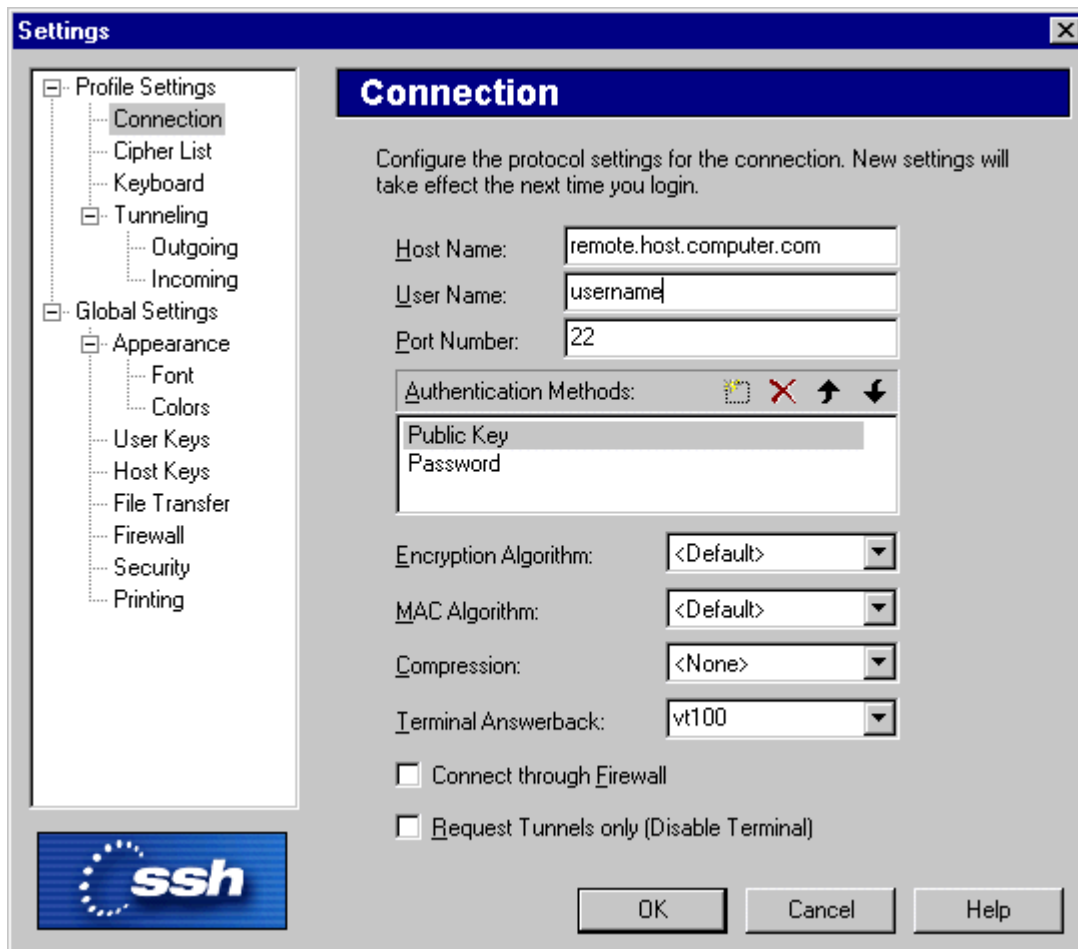 Settings
Profile Settings
Connection
Cipher List
Keyboard
Tunneling
Outgoing
Incoming
Global Settings
Appearance
Font
Colors
User Keys
Host Keys
File Transfer
Firewall
Security
Printing
ssh
Connection
Configure the protocol settings for the connection. New settings will
take effect the next time you login.
Host Name: remote.host.computer.com
User Name: username
Port Number: 22
Authentication Methods:
Public Key
Password
Encryption Algorithm: <Default>
MAC Algorithm: <Default>
Compression: <None>
Terminal Answerback: vt100
Connect through Firewall
Request Tunnels only (Disable Terminal)
OK Cancel Help